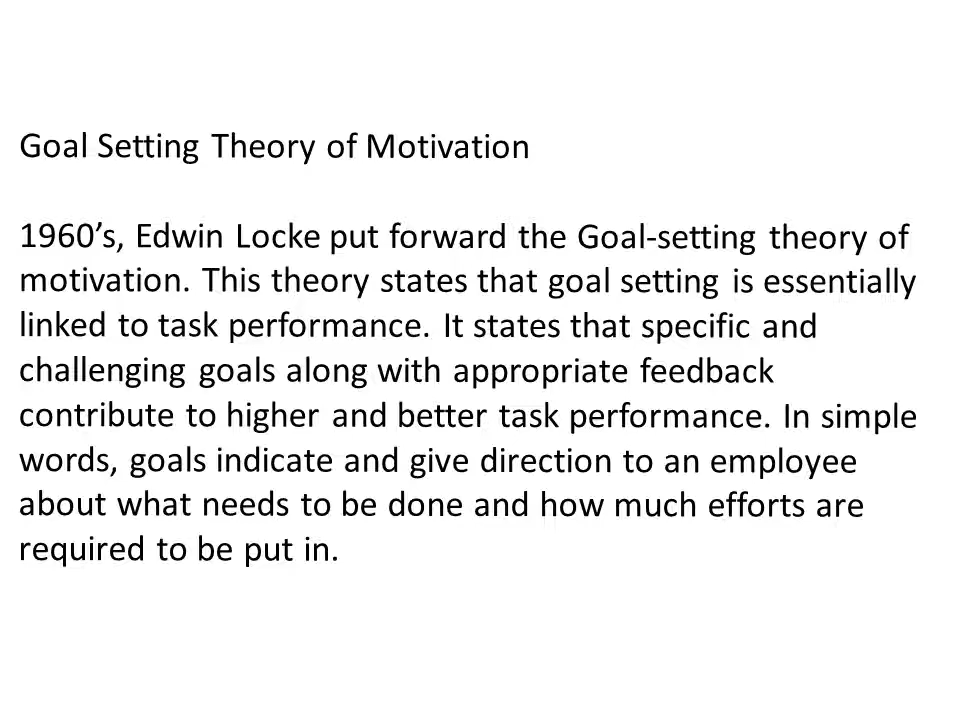 Goal Setting Theory of Motivation
1960’s, Edwin Locke put forward the Goal-setting theory of
motivation. This theory states that goal setting is essentially
linked to task performance. It states that specific and
challenging goals along with appropriate feedback
contribute to higher and better task performance. In simple
words, goals indicate and give direction to an employee
about what needs to be done and how much efforts are
required to be put in.